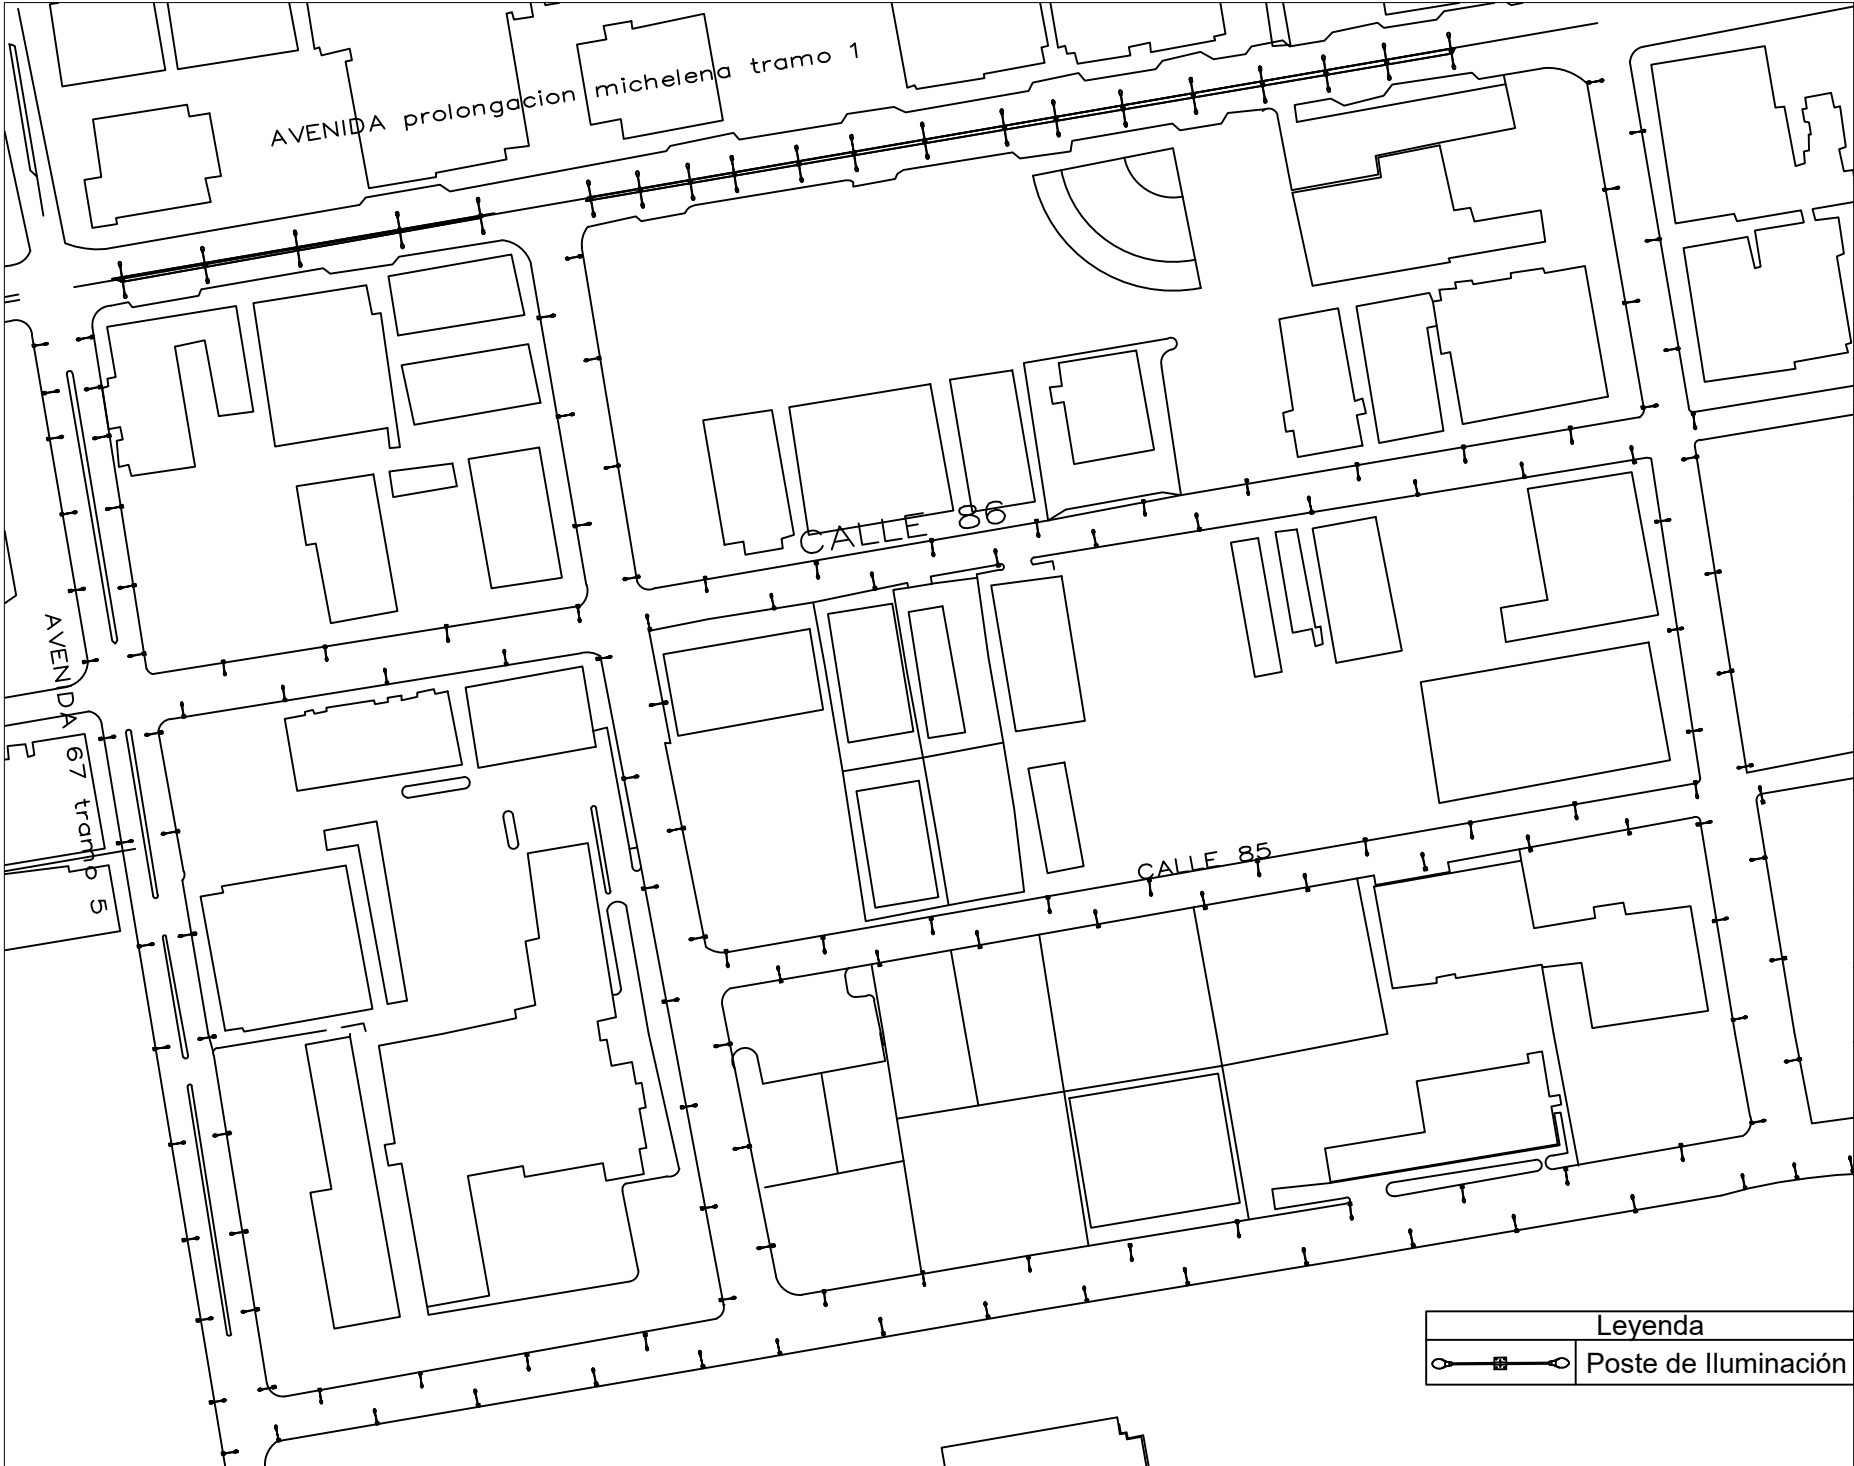 AVENIDA prolongacion michelena tramo 1
CALLE 86
AVENIDA 67 tramo 5
CALLE 85
Leyenda
Poste de Iluminación